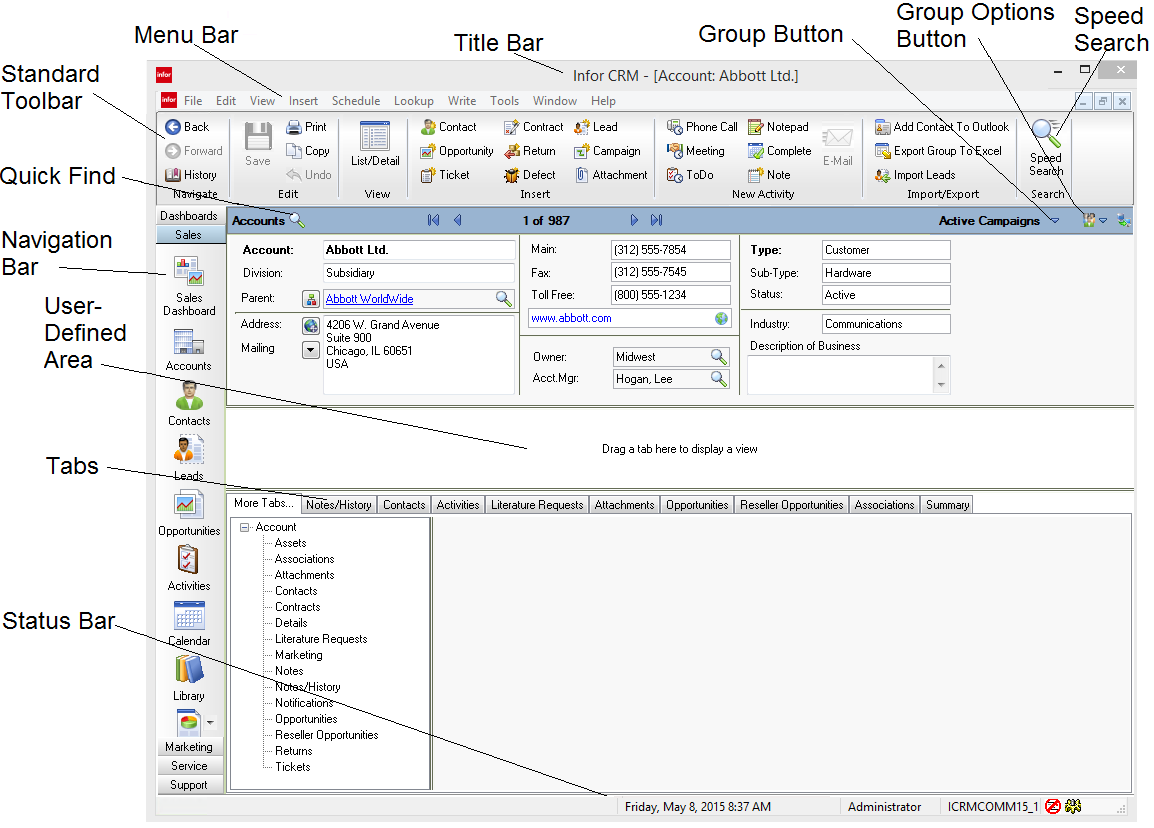 Menu Bar
Title Bar
Group Button
Group Options
Button
Speed
Search
Standard
Toolbar
Quick Find
Navigation
Bar
User-
Defined
Area
Tabs
Status Bar
infor
Infor CRM - [Account: Abbott Ltd.]
infor File Edit View Insert Schedule Lookup Write Tools Window Help
Back
Forward
History
Navigate
Save
Print
Copy
Undo
Edit
List/Detail
View
Contact Contract Lead
Opportunity Return Campaign
Ticket Defect Attachment
Insert
Phone Call Notepad
Meeting Complete
ToDo Note
E-Mail
New Activity
Add Contact To Outlook
Export Group To Excel
Import Leads
Import/Export
Speed
Search
Search
Dashboards
Sales
Sales
Dashboard
Accounts
Contacts
Leads
Opportunities
Activities
Calendar
Library
Marketing
Service
Support
Accounts 1 of 987 Active Campaigns
Account: Abbott Ltd.
Division: Subsidiary
Parent: Abbott WorldWide
Address: 4206 W. Grand Avenue
Suite 900
Mailing Chicago, IL 60651
USA
Main: (312) 555-7854
Fax: (312) 555-7545
Toll Free: (800) 555-1234
www.abbott.com
Owner: Midwest
Acct.Mgr: Hogan, Lee
Type: Customer
Sub-Type: Hardware
Status: Active
Industry: Communications
Description of Business
Drag a tab here to display a view
More Tabs... Notes/History Contacts Activities Literature Requests Attachments Opportunities Reseller Opportunities Associations Summary
Account
Assets
Associations
Attachments
Contacts
Contracts
Details
Literature Requests
Marketing
Notes
Notes/History
Notifications
Opportunities
Reseller Opportunities
Returns
Tickets
Friday, May 8, 2015 8:37 AM Administrator ICRMCOMM15_1